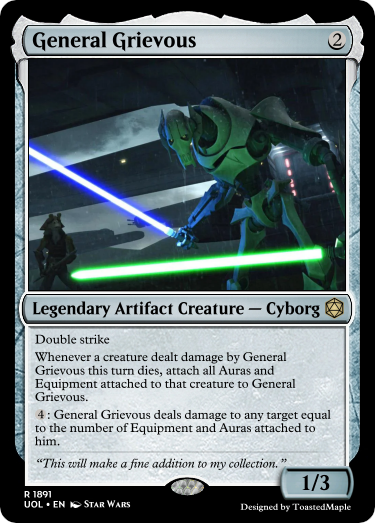 General Grievous 2
Legendary Artifact Creature — Cyborg
Double strike
Whenever a creature dealt damage by General
Grievous this turn dies, attach all Auras and
Equipment attached to that creature to General
Grievous.
4: General Grievous deals damage to any target equal
to the number of Equipment and Auras attached to
him.
“This will make a fine addition to my collection.”
1/3
R 1891
UOL • EN STAR WARS
Designed by ToastedMaple